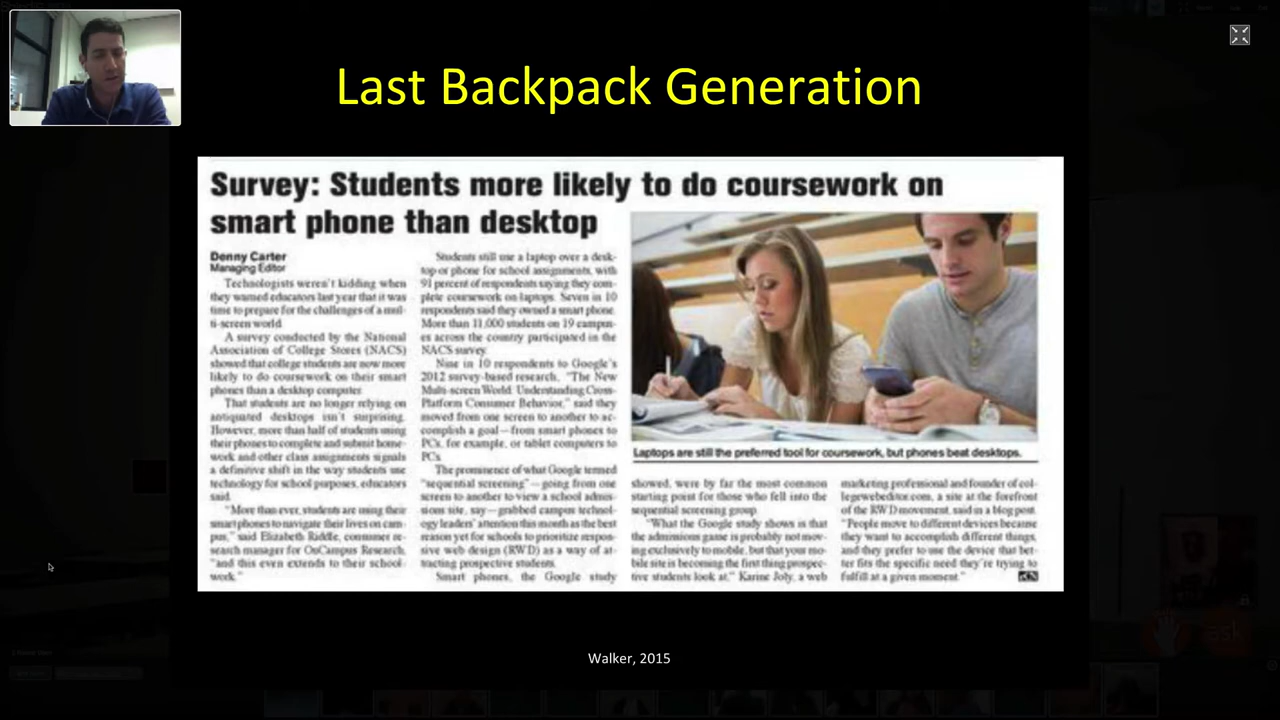 Last Backpack Generation
Survey: Students more likely to do coursework on
smart phone than desktop
Denny Carter
Managing Editor
Technologists weren't kidding when
they warned educators last year that it was
time to prepare for the challenges of a mul-
ti-screen world.
A survey conducted by the National
Association of College Stores (NACS)
showed that college students are now more
likely to do coursework on their smart
phones than a desktop computer.
That students are no longer relying on
antiquated desktops isn't surprising.
However, more than half of students using
their phones to complete and submit home-
work and other class assignments signals
a definitive shift in the way students use
technology for school purposes, educators
said.
"More than ever, students are using their
smart phones to navigate their lives on cam-
pus," said Elizabeth Riddle, consumer re-
search manager for OnCampus Research,
"and this even extends to their school-
work."
Students still use a laptop over a desk-
top or phone for school assignments, with
91 percent of respondents saying they com-
plete coursework on laptops. Seven in 10
respondents said they owned a smart phone.
More than 11,000 students on 19 campus-
es across the country participated in the
NACS survey.
Nine in 10 respondents to Google's
2012 survey-based research, "The New
Multi-screen World: Understanding Cross-
Platform Consumer Behavior," said they
moved from one screen to another to ac-
complish a goal—from smart phones to
PCs, for example, or tablet computers to
PCs.
The prominence of what Google termed
"sequential screening"—going from one
screen to another to view a school admis-
sions site, say—grabbed campus technol-
ogy leaders' attention this month as the best
reason yet for schools to prioritize respon-
sive web design (RWD) as a way of at-
tracting prospective students.
Smart phones, the Google study
Laptops are still the preferred tool for coursework, but phones beat desktops.
showed, were by far the most common
starting point for those who fell into the
sequential screening group.
"What the Google study shows is that
the admissions game is probably not mov-
ing exclusively to mobile, but that your mo-
bile site is becoming the first thing prospec-
tive students look at," Karine Joly, a web
marketing professional and founder of col-
legewebeditor.com, a site at the forefront
of the RWD movement, said in a blog post.
"People move to different devices because
they want to accomplish different things,
and they prefer to use the device that bet-
ter fits the specific need they're trying to
fulfill at a given moment."
Walker, 2015